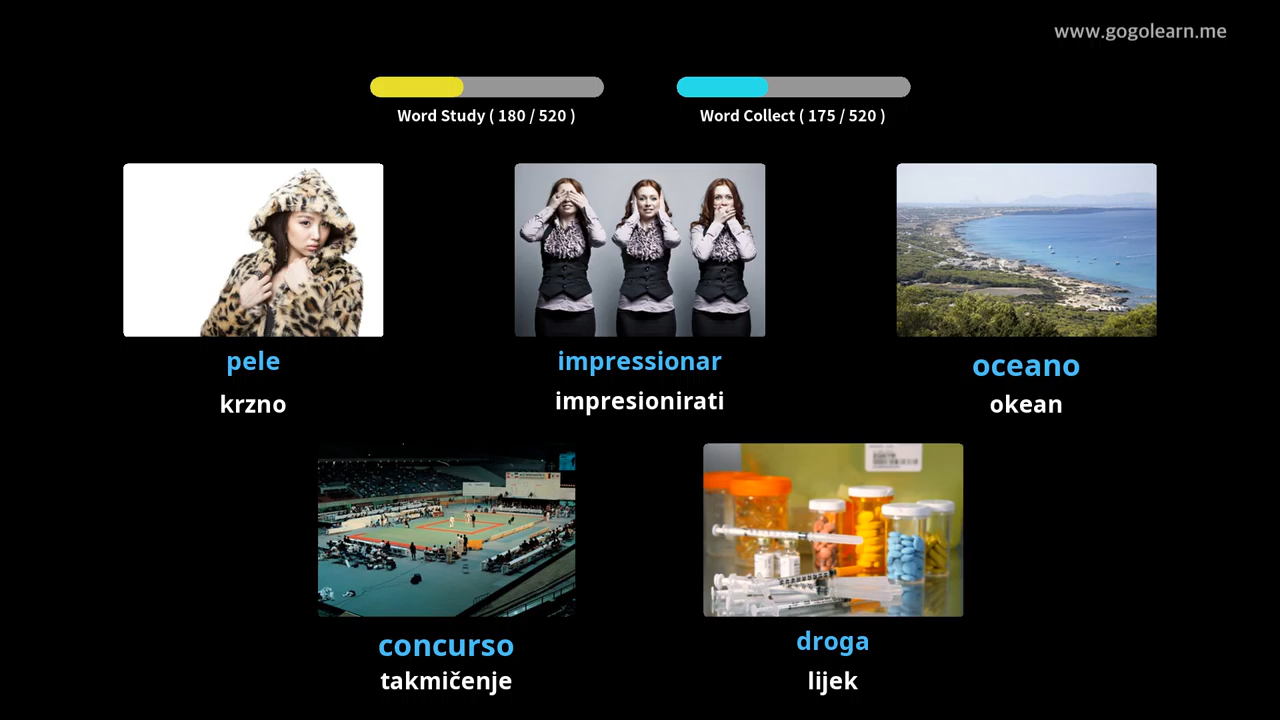 www.gogolearn.me
Word Study ( 180 / 520 )
Word Collect ( 175 / 520 )
pele
krzno
impressionar
impresionirati
oceano
okean
concurso
takmičenje
droga
lijek